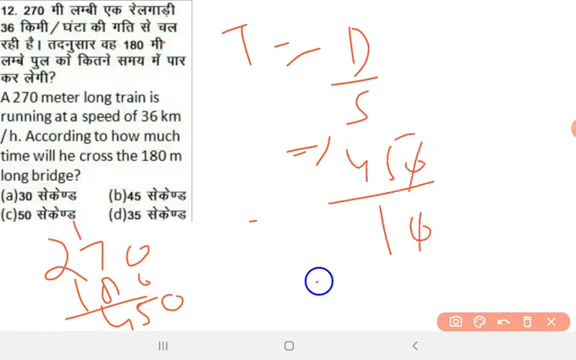 12. 270 मी लम्बी एक रेलगाड़ी
36 किमी/घंटा की गति से चल
रही है। तदनुसार वह 180 मी
लम्बे पुल को कितने समय में पार
कर लेगी?
A 270 meter long train is
running at a speed of 36 km
/h. According to how much
time will he cross the 180 m
long bridge?
(a)30 सेकेण्ड (b)45 सेकेण्ड
(c)50 सेकेण्ड (d)35 सेकेण्ड
T = D
S
=> 450
10
1
270
180
450